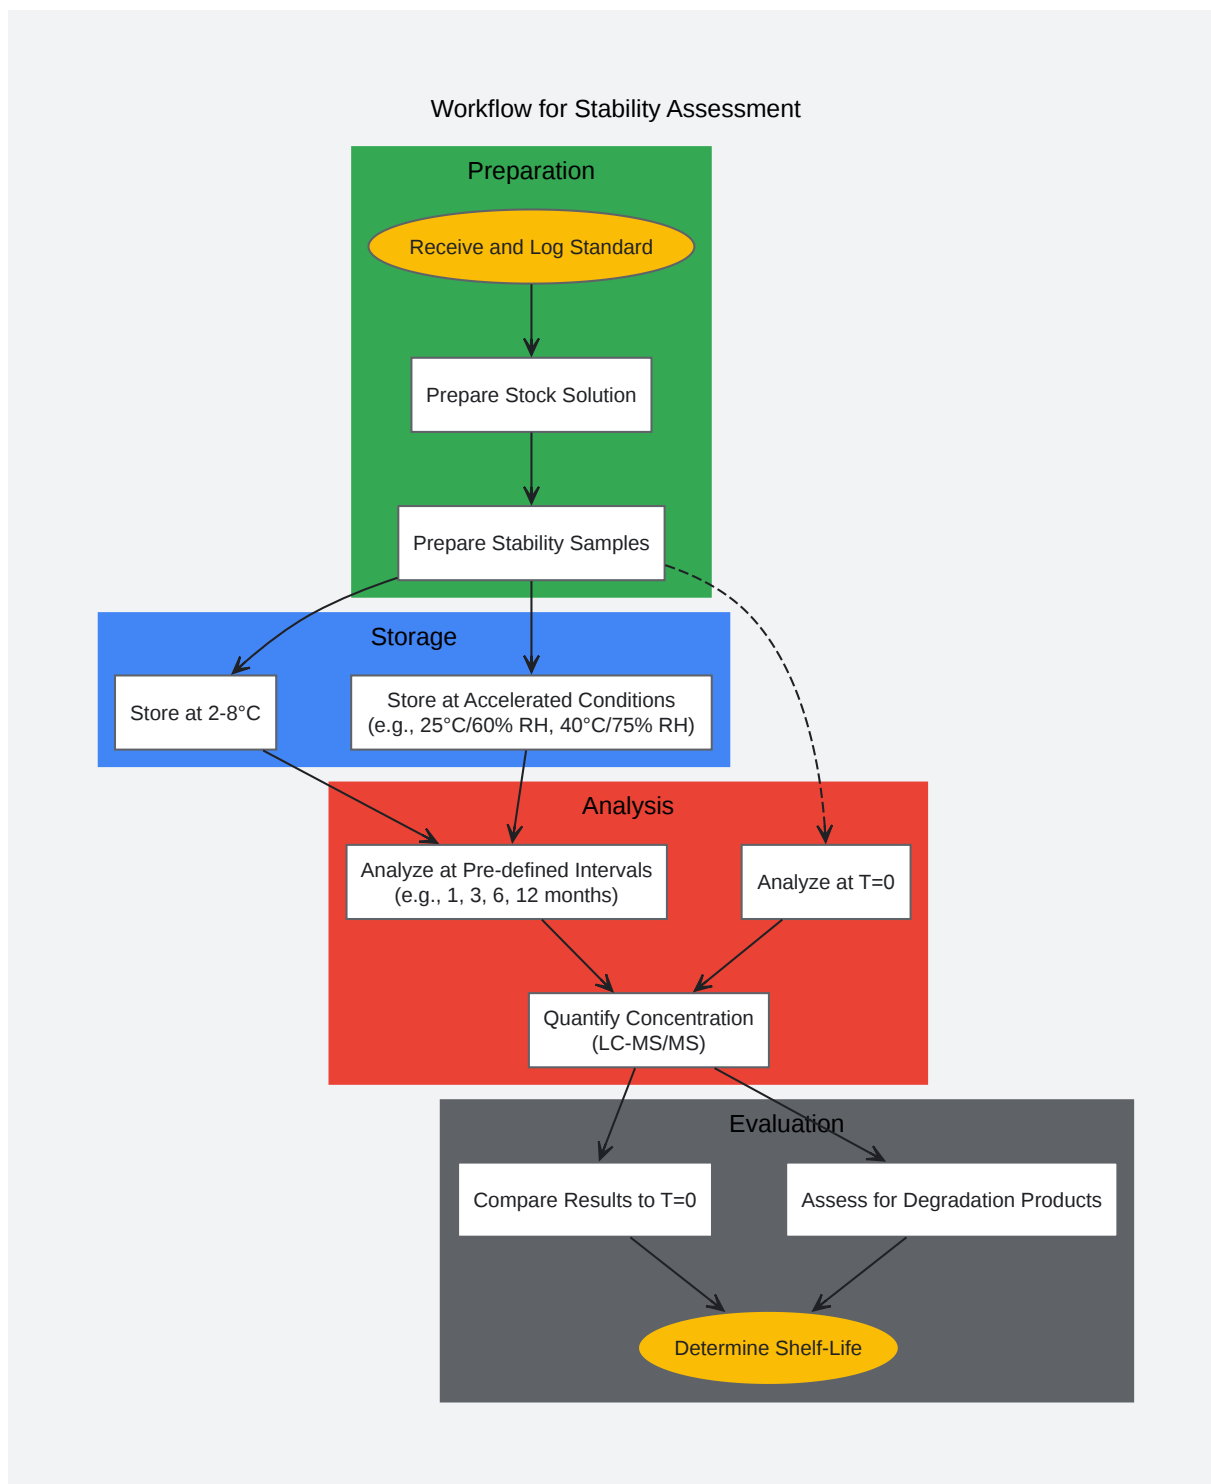 Workflow for Stability Assessment
Preparation
Receive and Log Standard
Prepare Stock Solution
Prepare Stability Samples
Storage
Store at 2-8°C
Store at Accelerated Conditions
(e.g., 25°C/60% RH, 40°C/75% RH)
Analysis
Analyze at Pre-defined Intervals
(e.g., 1, 3, 6, 12 months)
Analyze at T=0
Quantify Concentration
(LC-MS/MS)
Evaluation
Compare Results to T=0
Assess for Degradation Products
Determine Shelf-Life